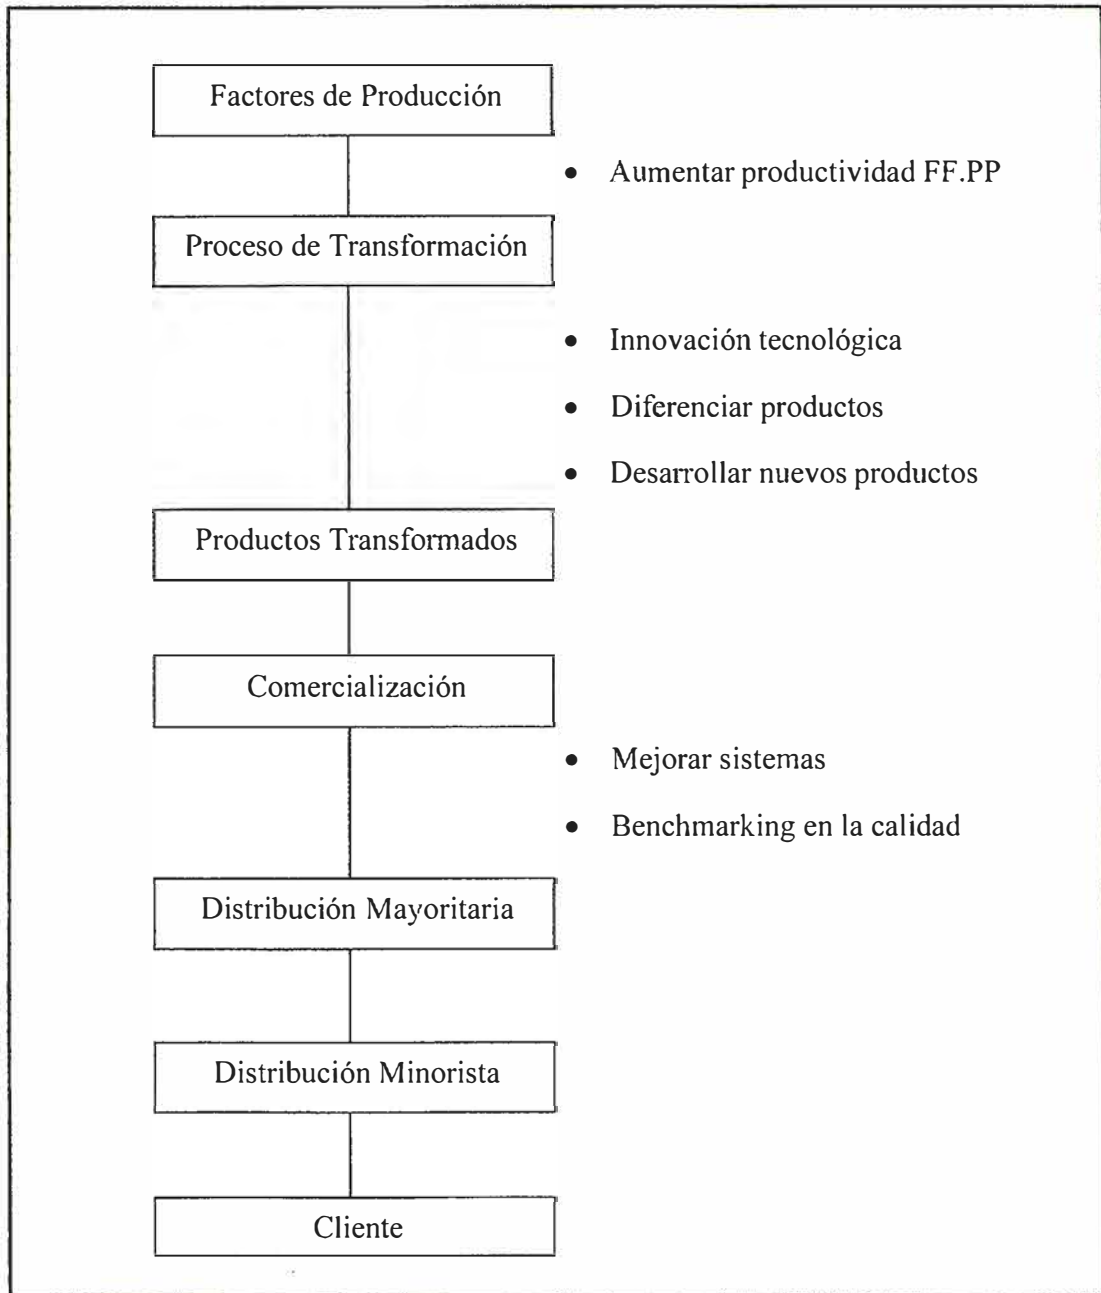 Factores de Producción
• Aumentar productividad FF.PP
Proceso de Transformación
• Innovación tecnológica
• Diferenciar productos
• Desarrollar nuevos productos
Productos Transformados
Comercialización
• Mejorar sistemas
• Benchmarking en la calidad
Distribución Mayoritaria
Distribución Minorista
Cliente